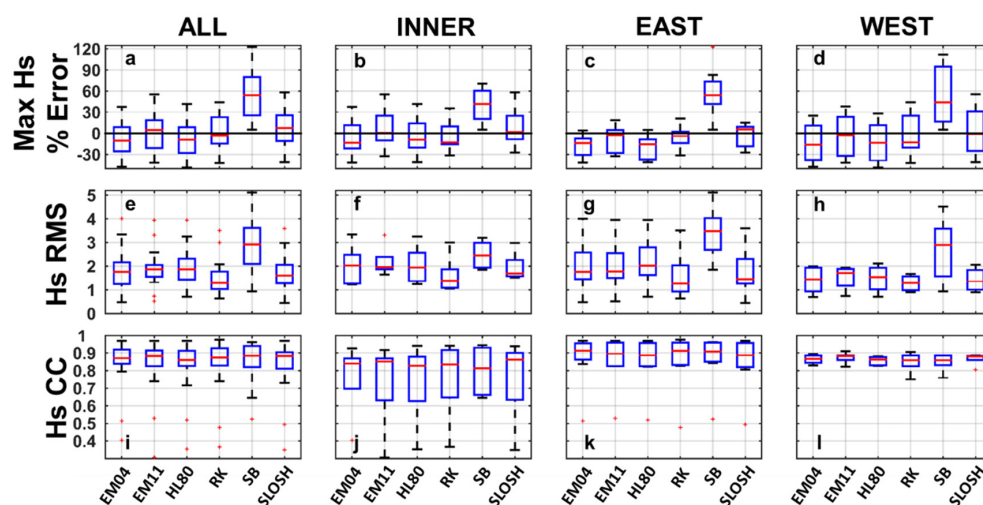 ALL INNER EAST WEST
Max Hs % Error
120
90
60
30
0
-30
a b c d
Hs RMS
5
4
3
2
1
0
e f g h
Hs CC
1
0.9
0.8
0.7
0.6
0.5
0.4
i j k l
EM04 EM11 HL80 RK SB SLOSH EM04 EM11 HL80 RK SB SLOSH EM04 EM11 HL80 RK SB SLOSH EM04 EM11 HL80 RK SB SLOSH